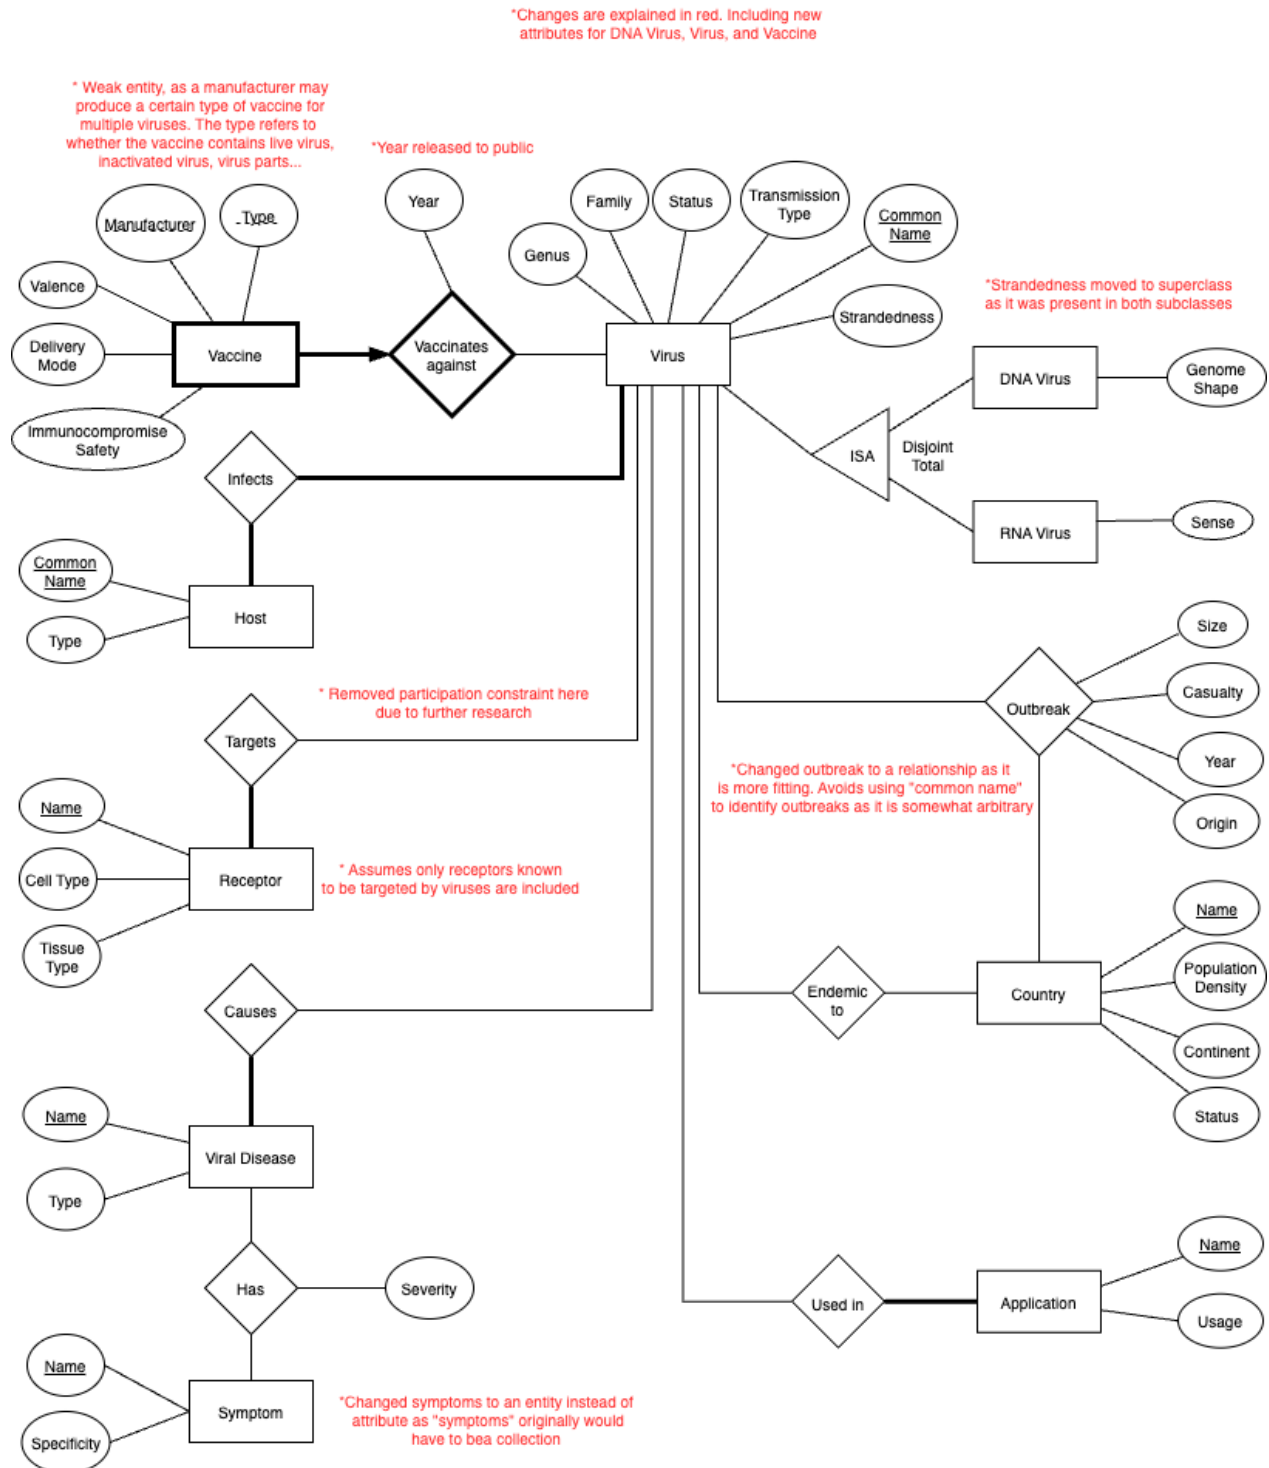 *Changes are explained in red. Including new
attributes for DNA Virus, Virus, and Vaccine
* Weak entity, as a manufacturer may
produce a certain type of vaccine for
multiple viruses. The type refers to
whether the vaccine contains live virus,
inactivated virus, virus parts...
*Year released to public
Manufacturer
Type
Year
Family
Status
Transmission
Type
Common
Name
Genus
Valence
Strandedness
*Strandedness moved to superclass
as it was present in both subclasses
Delivery
Mode
Vaccine
Vaccinates
against
Virus
DNA Virus
Genome
Shape
Immunocompromise
Safety
ISA
Disjoint
Total
Infects
RNA Virus
Sense
Common
Name
Host
Type
Size
* Removed participation constraint here
due to further research
Casualty
Outbreak
Targets
Year
*Changed outbreak to a relationship as it
is more fitting. Avoids using "common name"
to identify outbreaks as it is somewhat arbitrary
Origin
Name
Cell Type
Receptor
* Assumes only receptors known
to be targeted by viruses are included
Tissue
Type
Name
Population
Density
Endemic
to
Country
Continent
Status
Causes
Name
Viral Disease
Type
Has
Severity
Name
Used in
Application
Usage
Name
Symptom
Specificity
*Changed symptoms to an entity instead of
attribute as "symptoms" originally would
have to bea collection